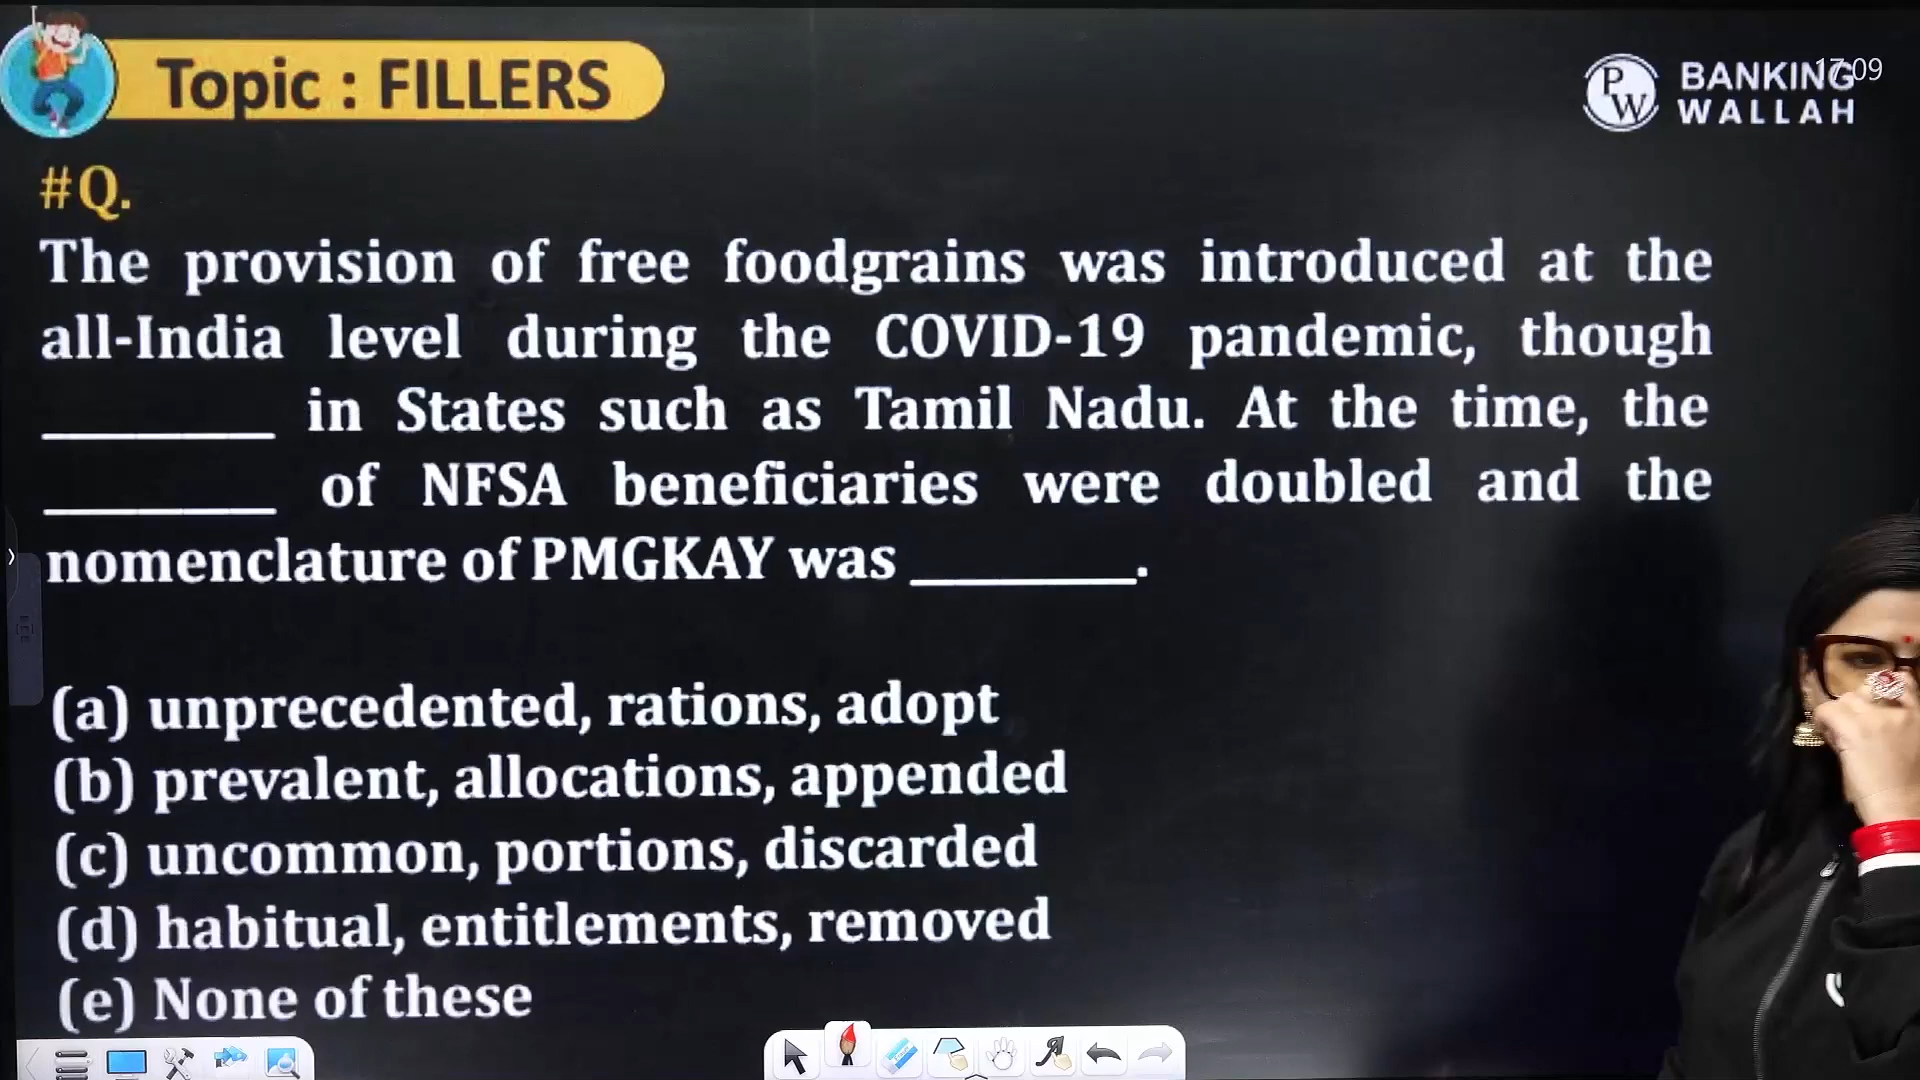 Topic : FILLERS
BANKING
WALLAH
17:09
#Q.
The provision of free foodgrains was introduced at the
all-India level during the COVID-19 pandemic, though
________ in States such as Tamil Nadu. At the time, the
________ of NFSA beneficiaries were doubled and the
nomenclature of PMGKAY was ________.
(a) unprecedented, rations, adopt
(b) prevalent, allocations, appended
(c) uncommon, portions, discarded
(d) habitual, entitlements, removed
(e) None of these